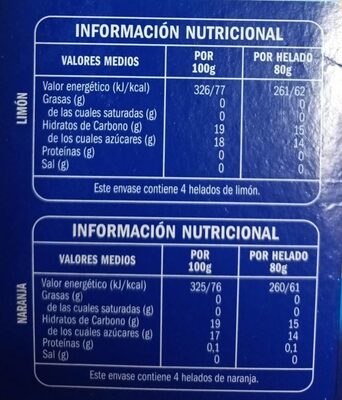 LIMÓN
INFORMACIÓN NUTRICIONAL
VALORES MEDIOS POR 100g POR HELADO 80g
Valor energético (kJ/kcal) 326/77 261/62
Grasas (g) 0 0
de las cuales saturadas (g) 0 0
Hidratos de Carbono (g) 19 15
de los cuales azúcares (g) 18 14
Proteínas (g) 0 0
Sal (g) 0 0
Este envase contiene 4 helados de limón.
NARANJA
INFORMACIÓN NUTRICIONAL
VALORES MEDIOS POR 100g POR HELADO 80g
Valor energético (kJ/kcal) 325/76 260/61
Grasas (g) 0 0
de las cuales saturadas (g) 0 0
Hidratos de Carbono (g) 19 15
de los cuales azúcares (g) 17 14
Proteínas (g) 0,1 0,1
Sal (g) 0 0
Este envase contiene 4 helados de naranja.